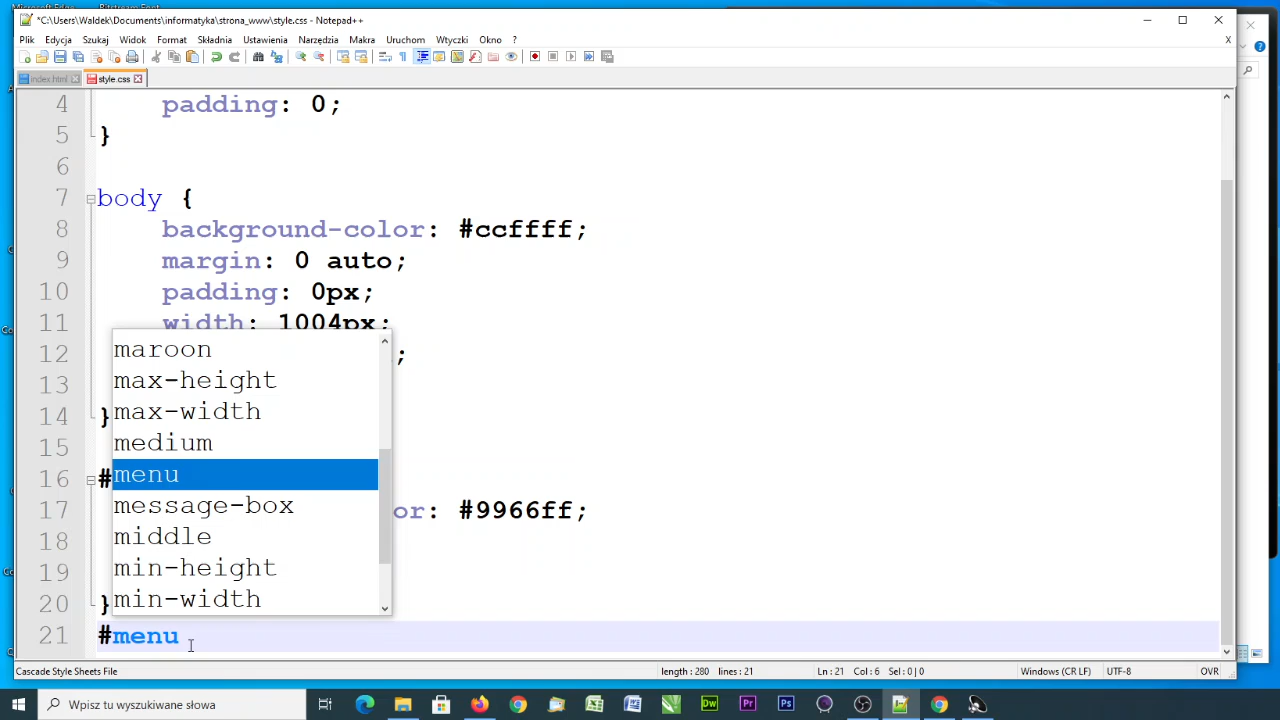 *C:\Users\Waldek\Documents\informatyka\strona_www\style.css - Notepad++
Plik Edycja Szukaj Widok Format Składnia Ustawienia Narzędzia Makra Uruchom Wtyczki Okno ? X
index.html style.css
4 padding: 0;
5 }
6
7 body {
8 background-color: #ccffff;
9 margin: 0 auto;
10 padding: 0px;
11 width: 1004px;
12 ;
13
14 }
15
16 #
17 or: #9966ff;
18
19
20 }
21 #menu
maroon
max-height
max-width
medium
menu
message-box
middle
min-height
min-width
Cascade Style Sheets File length : 280 lines : 21 Ln : 21 Col : 6 Sel : 0 | 0 Windows (CR LF) UTF-8 OVR
Wpisz tu wyszukiwane słowa
Dw Pr Ps